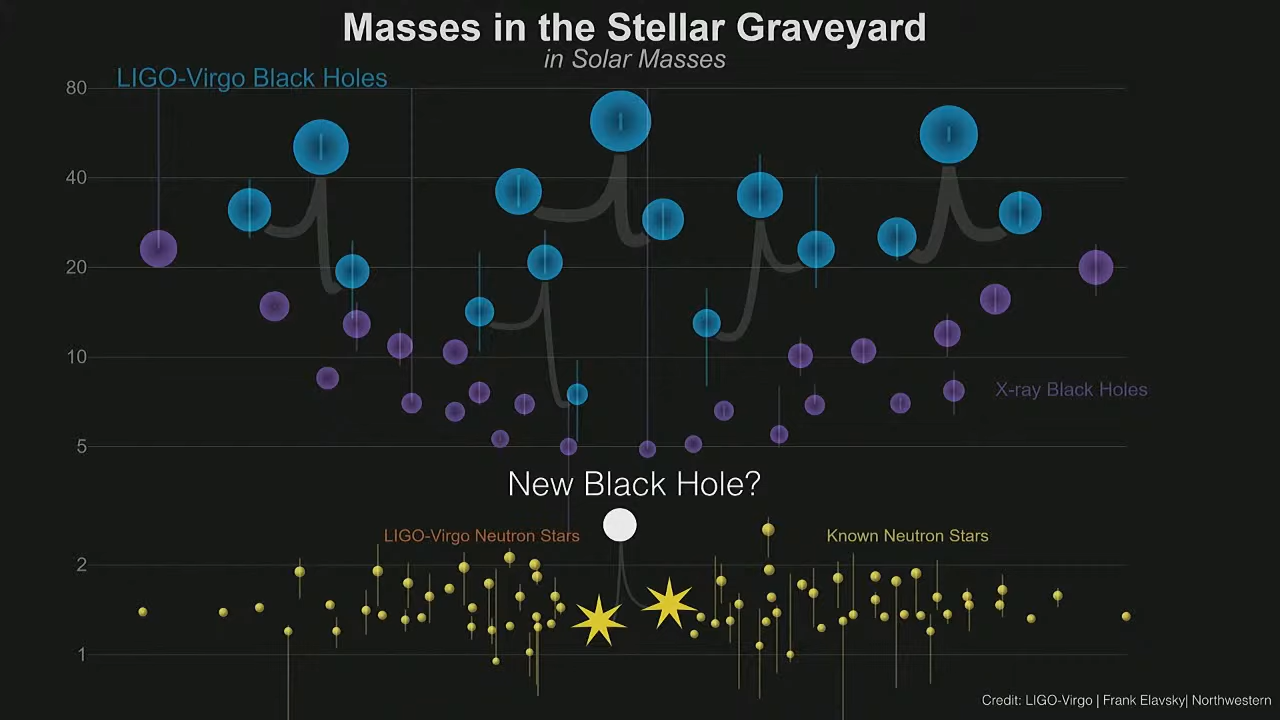 Masses in the Stellar Graveyard
in Solar Masses
LIGO-Virgo Black Holes
80
40
20
10
X-ray Black Holes
5
New Black Hole?
LIGO-Virgo Neutron Stars
Known Neutron Stars
2
1
Credit: LIGO-Virgo | Frank Elavsky| Northwestern